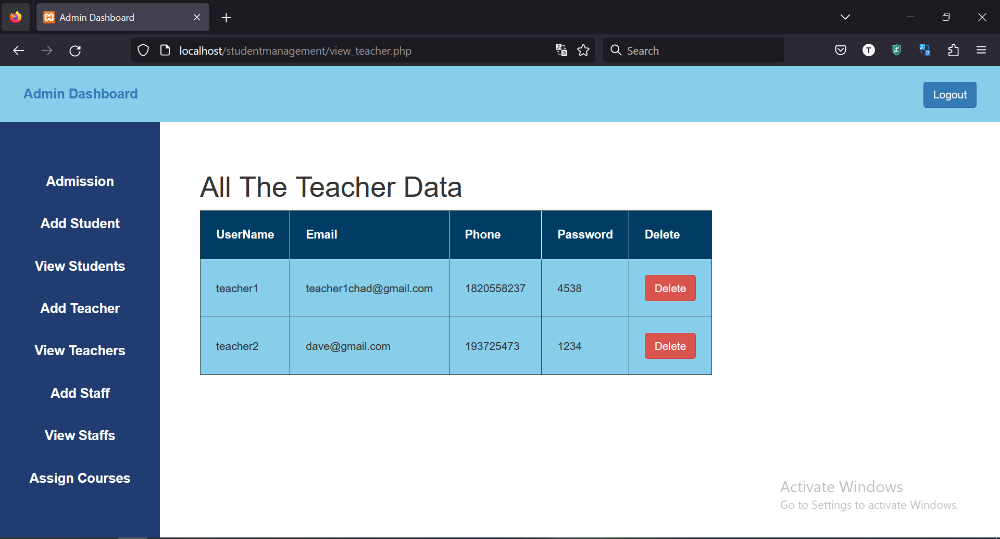 Admin Dashboard
localhost/studentmanagement/view_teacher.php
Search
T
Admin Dashboard
Logout
Admission
Add Student
View Students
Add Teacher
View Teachers
Add Staff
View Staffs
Assign Courses
All The Teacher Data
UserName Email Phone Password Delete
teacher1 teacher1chad@gmail.com 1820558237 4538 Delete
teacher2 dave@gmail.com 193725473 1234 Delete
Activate Windows
Go to Settings to activate Windows.